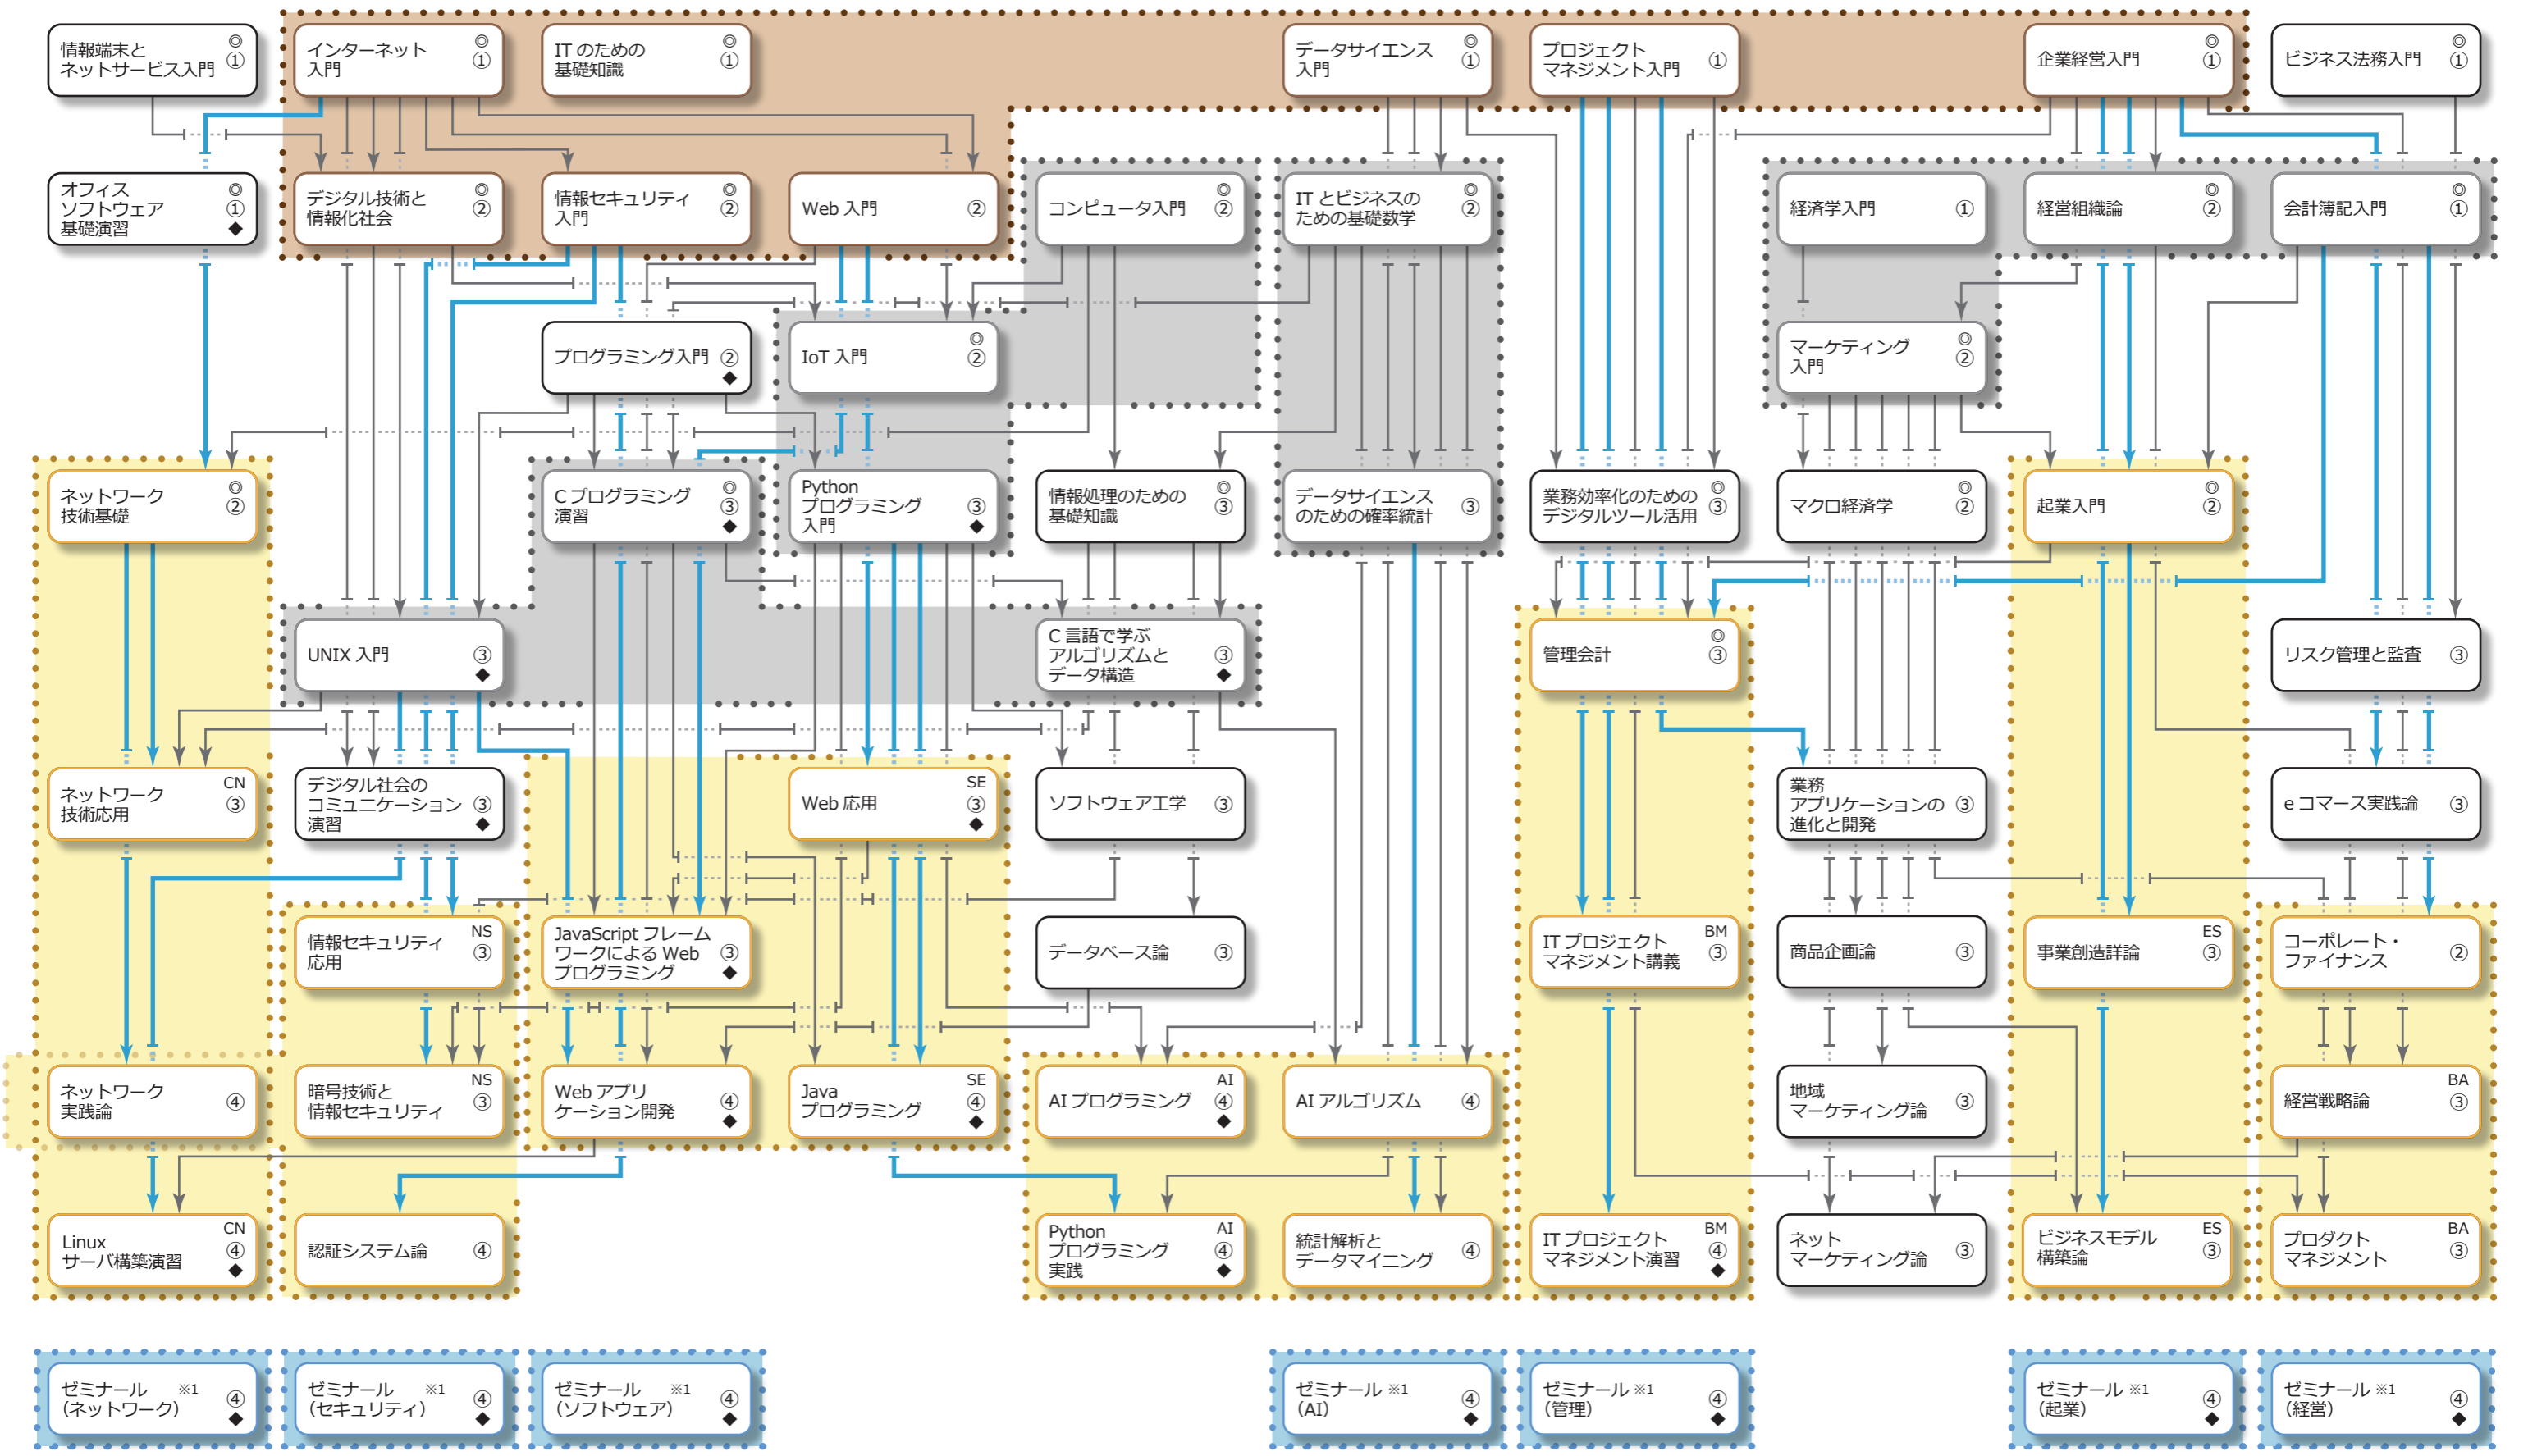 情報端末と
ネットサービス入門
◎
①
インターネット
入門
◎
①
IT のための
基礎知識
◎
①
データサイエンス
入門
◎
①
プロジェクト
マネジメント入門
①
企業経営入門
◎
①
ビジネス法務入門
◎
①
オフィス
ソフトウェア
基礎演習
◎
①
◆
デジタル技術と
情報化社会
◎
②
情報セキュリティ
入門
◎
②
Web 入門
②
コンピュータ入門
◎
②
IT とビジネスの
ための基礎数学
◎
②
経済学入門
①
経営組織論
◎
②
会計簿記入門
◎
①
プログラミング入門
②
◆
IoT 入門
◎
②
マーケティング
入門
◎
②
ネットワーク
技術基礎
◎
②
C プログラミング
演習
◎
③
◆
Python
プログラミング
入門
③
◆
情報処理のための
基礎知識
◎
③
データサイエンス
のための確率統計
③
業務効率化のための
デジタルツール活用
◎
③
マクロ経済学
◎
②
起業入門
◎
②
UNIX 入門
③
◆
C 言語で学ぶ
アルゴリズムと
データ構造
③
◆
管理会計
◎
③
リスク管理と監査
③
ネットワーク
技術応用
CN
③
デジタル社会の
コミュニケーション
演習
③
◆
Web 応用
SE
③
◆
ソフトウェア工学
③
業務
アプリケーションの
進化と開発
③
e コマース実践論
③
情報セキュリティ
応用
NS
③
JavaScript フレーム
ワークによる Web
プログラミング
③
◆
データベース論
③
IT プロジェクト
マネジメント講義
BM
③
商品企画論
③
事業創造詳論
ES
③
コーポレート・
ファイナンス
②
ネットワーク
実践論
④
暗号技術と
情報セキュリティ
NS
③
Web アプリ
ケーション開発
④
◆
Java
プログラミング
SE
④
◆
AI プログラミング
AI
④
◆
AI アルゴリズム
④
地域
マーケティング論
③
経営戦略論
BA
③
Linux
サーバ構築演習
CN
④
◆
認証システム論
④
Python
プログラミング
実践
AI
④
◆
統計解析と
データマイニング
④
IT プロジェクト
マネジメント演習
BM
④
◆
ネット
マーケティング論
③
ビジネスモデル
構築論
ES
③
プロダクト
マネジメント
BA
③
ゼミナール ※1
（ネットワーク）
④
◆
ゼミナール ※1
（セキュリティ）
④
◆
ゼミナール ※1
（ソフトウェア）
④
◆
ゼミナール ※1
（AI）
④
◆
ゼミナール ※1
（管理）
④
◆
ゼミナール ※1
（起業）
④
◆
ゼミナール ※1
（経営）
④
◆